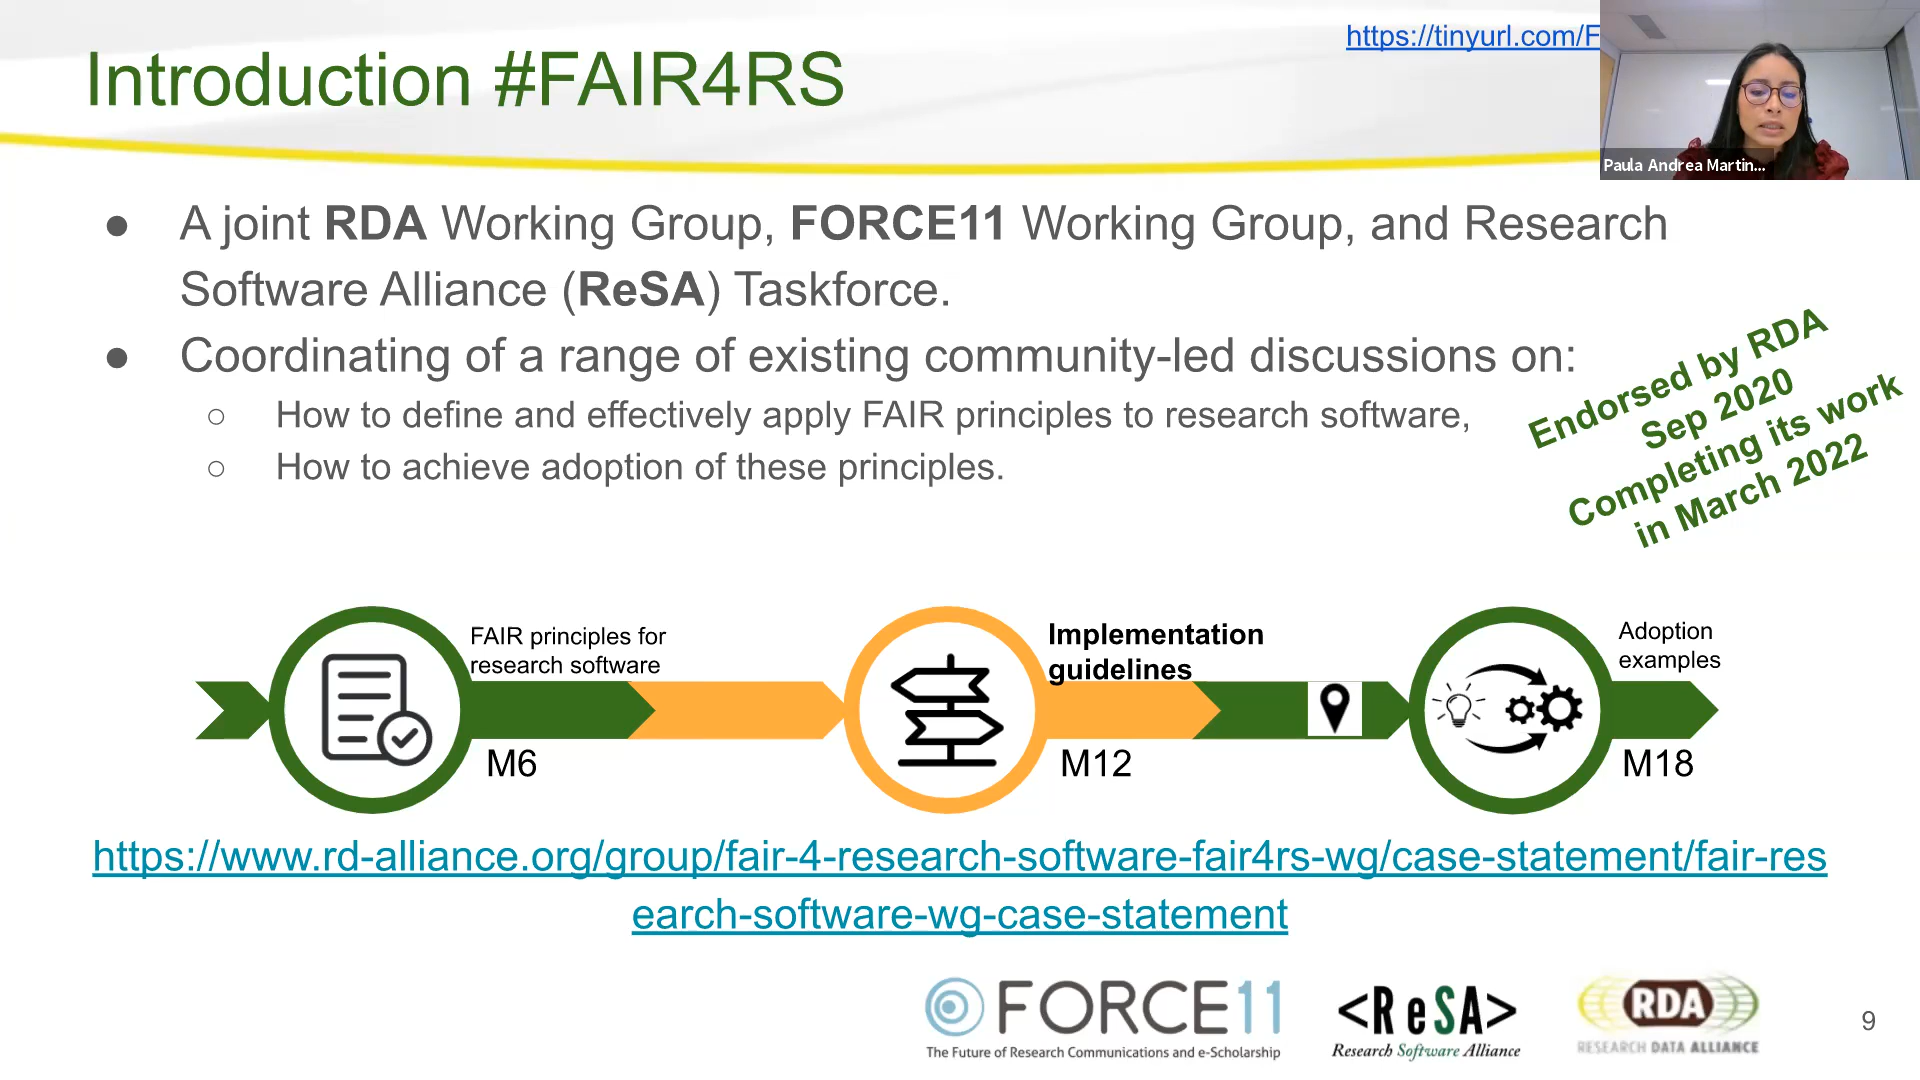 https://tinyurl.com/F
Introduction #FAIR4RS
Paula Andrea Martin...
● A joint RDA Working Group, FORCE11 Working Group, and Research
Software Alliance (ReSA) Taskforce.
● Coordinating of a range of existing community-led discussions on:
○ How to define and effectively apply FAIR principles to research software,
○ How to achieve adoption of these principles.
Endorsed by RDA
Sep 2020
Completing its work
in March 2022
FAIR principles for
research software
M6
Implementation
guidelines
M12
Adoption
examples
M18
https://www.rd-alliance.org/group/fair-4-research-software-fair4rs-wg/case-statement/fair-res
earch-software-wg-case-statement
FORCE11
The Future of Research Communications and e-Scholarship
<ReSA>
Research Software Alliance
RDA
RESEARCH DATA ALLIANCE
9